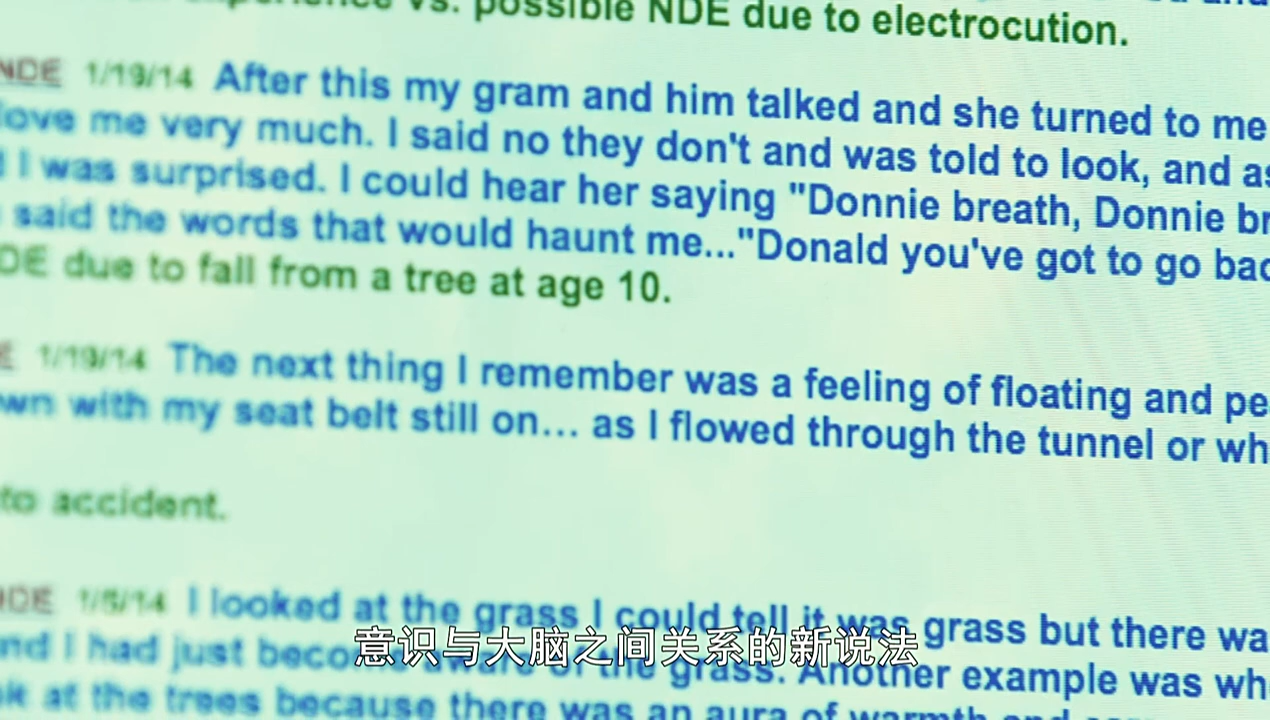 vs. possible NDE due to electrocution.
NDE 1/19/14 After this my gram and him talked and she turned to me
love me very much. I said no they don't and was told to look, and as
I was surprised. I could hear her saying "Donnie breath, Donnie br
said the words that would haunt me..."Donald you've got to go bac
DE due to fall from a tree at age 10.
E 1/19/14 The next thing I remember was a feeling of floating and pe
wn with my seat belt still on... as I flowed through the tunnel or wh
to accident.
NDE 1/5/14 I looked at the grass I could tell it was grass but there wa
nd I had just aware of the grass. Another example was wh
at the trees because there was an aura of warmth and
意识与大脑之间关系的新说法